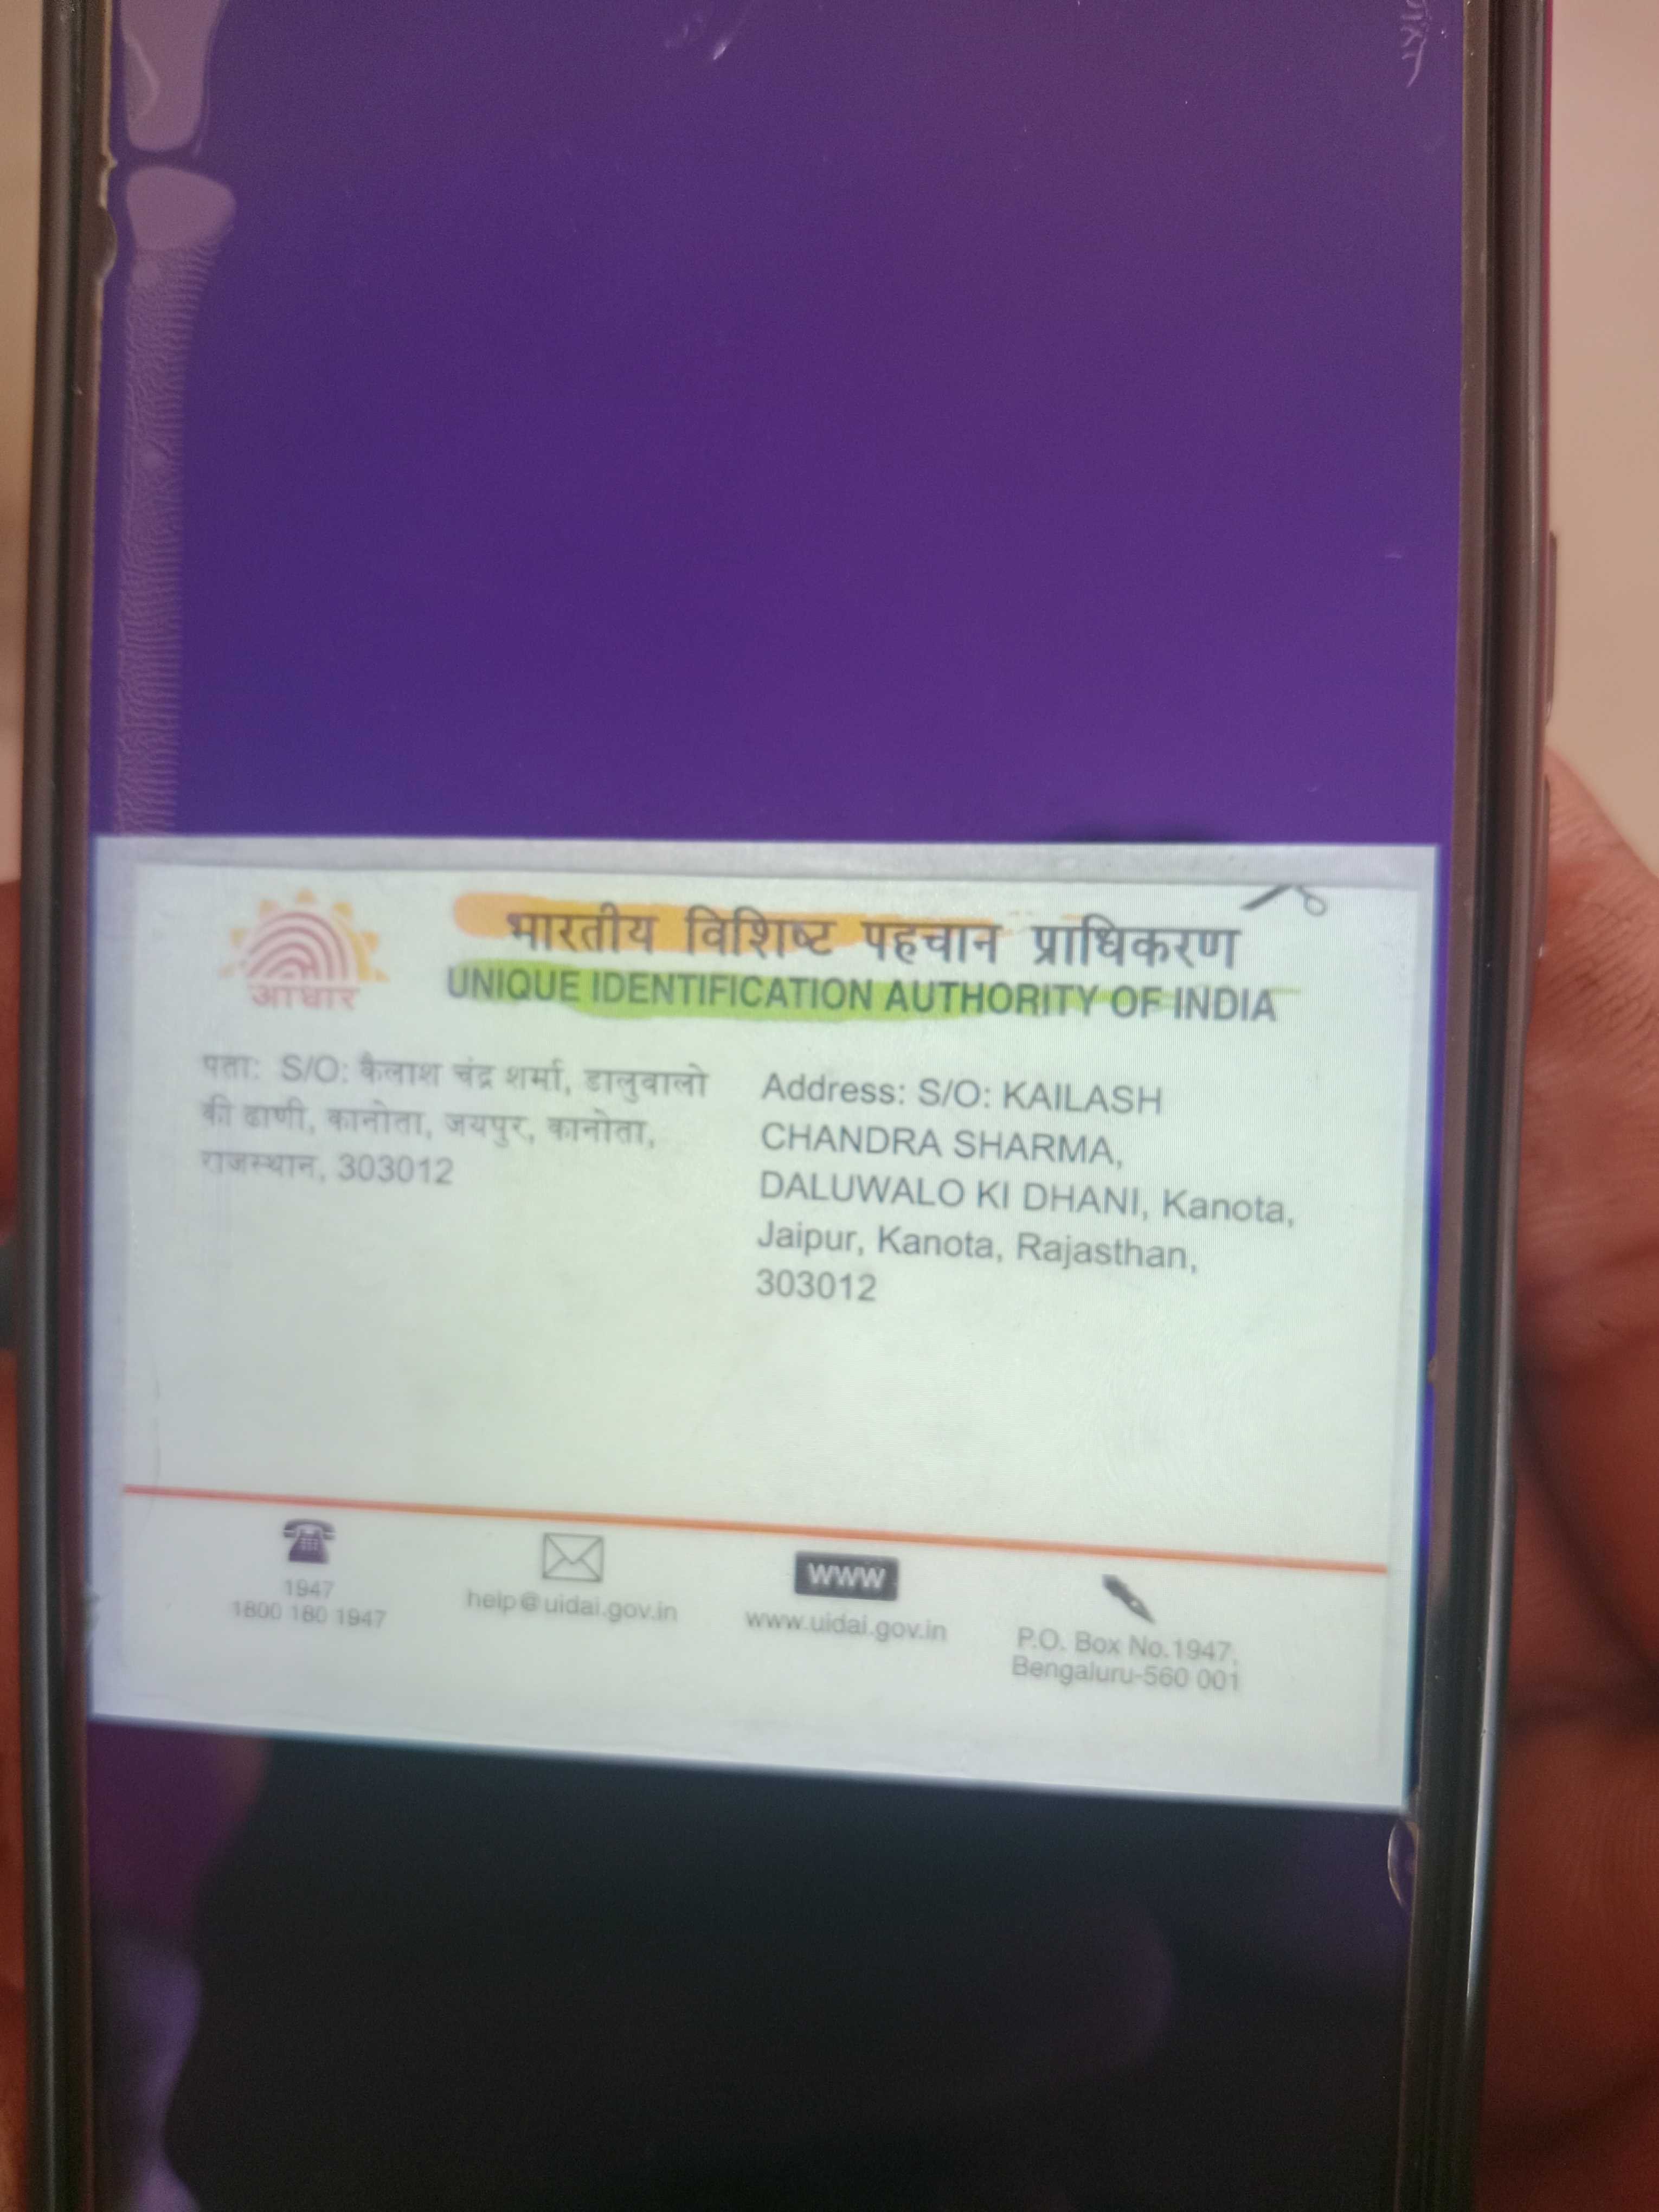 आधार
भारतीय विशिष्ट पहचान प्राधिकरण
UNIQUE IDENTIFICATION AUTHORITY OF INDIA
पता: S/O: कैलाश चंद्र शर्मा, डालुवालो
की ढाणी, कानोता, जयपुर, कानोता,
राजस्थान, 303012
Address: S/O: KAILASH
CHANDRA SHARMA,
DALUWALO KI DHANI, Kanota,
Jaipur, Kanota, Rajasthan,
303012
1947
1800 180 1947
help@uidai.gov.in
www
www.uidai.gov.in
P.O. Box No.1947,
Bengaluru-560 001